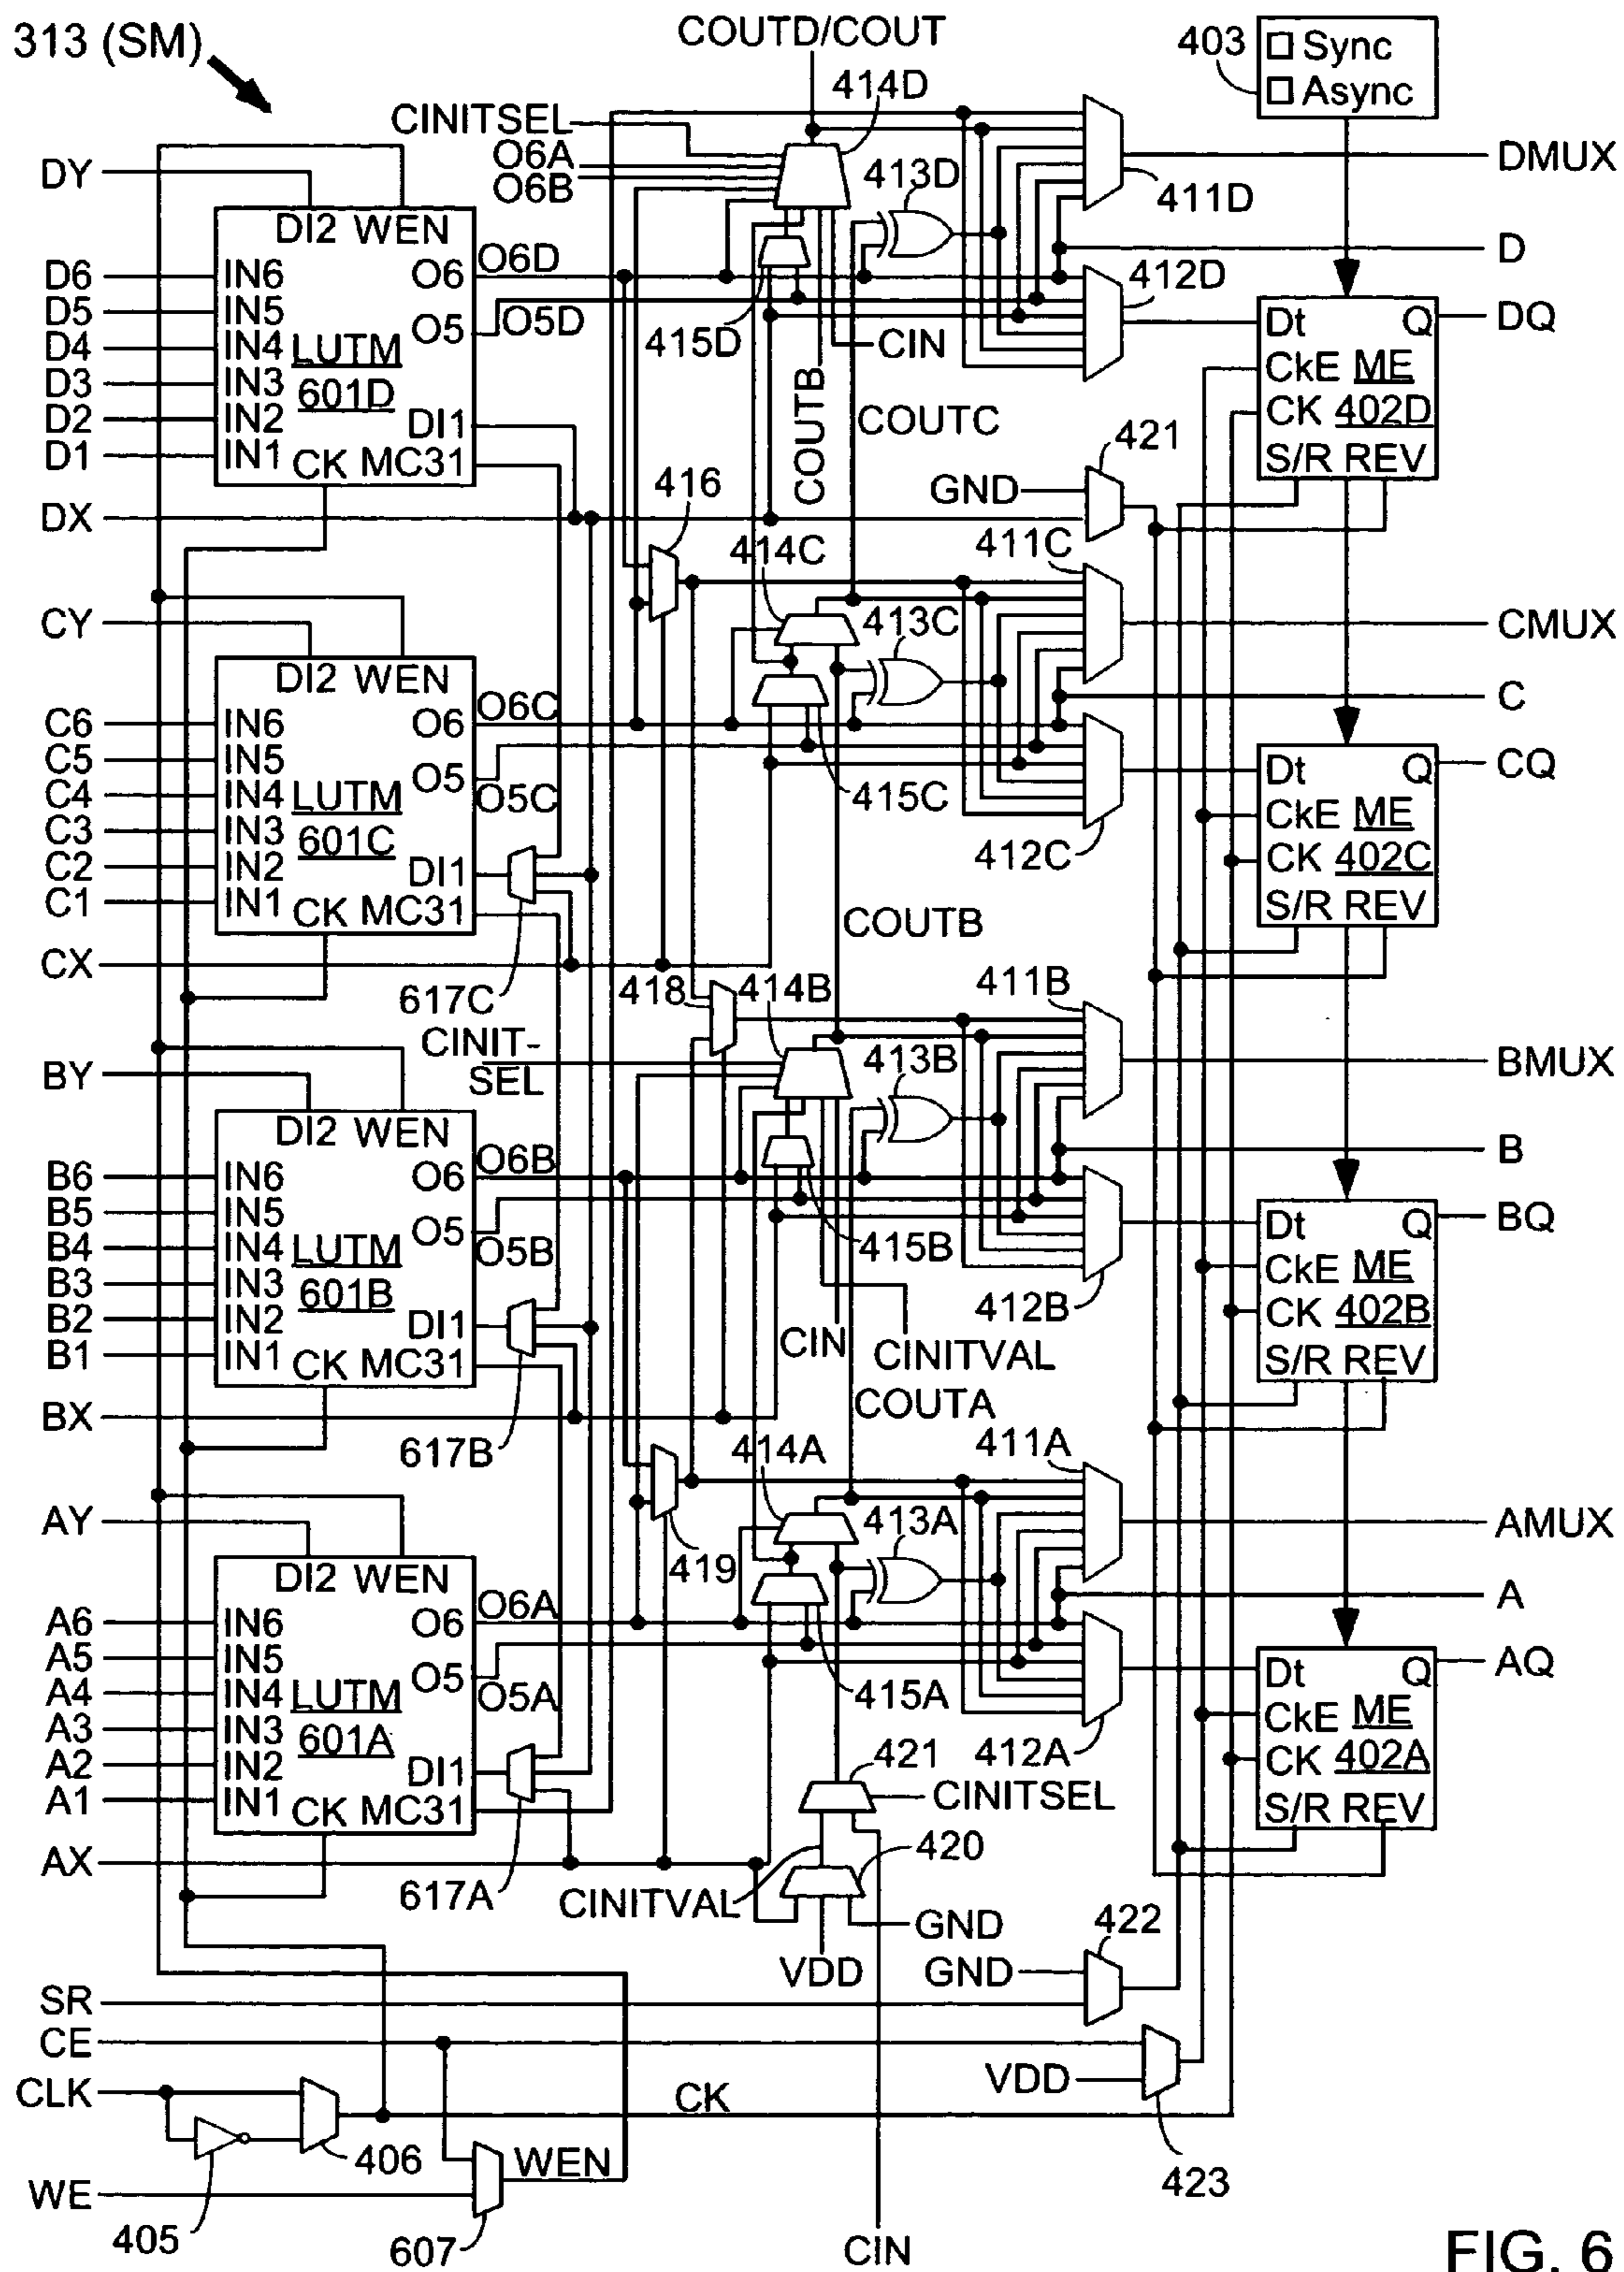 313 (SM)
COUTD/COUT
403
Sync
Async
414D
CINITSEL
O6A
O6B
413D
DY
DMUX
411D
DI2 WEN
D
O6D
D6
IN6
O6
412D
D5
IN5
O5D
O5
415D
CIN
Dt
Q
DQ
D4
IN4
LUTM
CkE
ME
D3
IN3
601D
COUTB
COUTC
D2
IN2
DI1
CK
402D
D1
IN1
CK
MC31
421
S/R REV
416
GND
DX
414C
411C
CY
413C
CMUX
DI2 WEN
C
O6C
C6
IN6
O6
C5
IN5
O5
O5C
415C
Dt
Q
CQ
C4
IN4
LUTM
CkE
ME
C3
IN3
601C
412C
C2
IN2
DI1
CK
402C
C1
IN1
CK
MC31
COUTB
S/R REV
CX
617C
418
414B
411B
CINIT-
SEL
413B
BY
BMUX
DI2 WEN
B
O6B
B6
IN6
O6
B5
IN5
O5
O5B
415B
Dt
Q
BQ
B4
IN4
LUTM
CkE
ME
B3
IN3
601B
412B
B2
IN2
DI1
CIN
CINITVAL
CK
402B
B1
IN1
CK
MC31
S/R REV
COUTA
BX
617B
414A
411A
413A
AY
AMUX
419
DI2 WEN
A
O6A
A6
IN6
O6
A5
IN5
O5
O5A
415A
Dt
Q
AQ
A4
IN4
LUTM
CkE
ME
A3
IN3
601A
412A
A2
IN2
DI1
421
CK
402A
A1
IN1
CK
MC31
CINITSEL
S/R REV
420
AX
617A
CINITVAL
GND
422
VDD
GND
SR
CE
VDD
CLK
CK
406
WEN
423
WE
405
607
CIN
FIG. 6